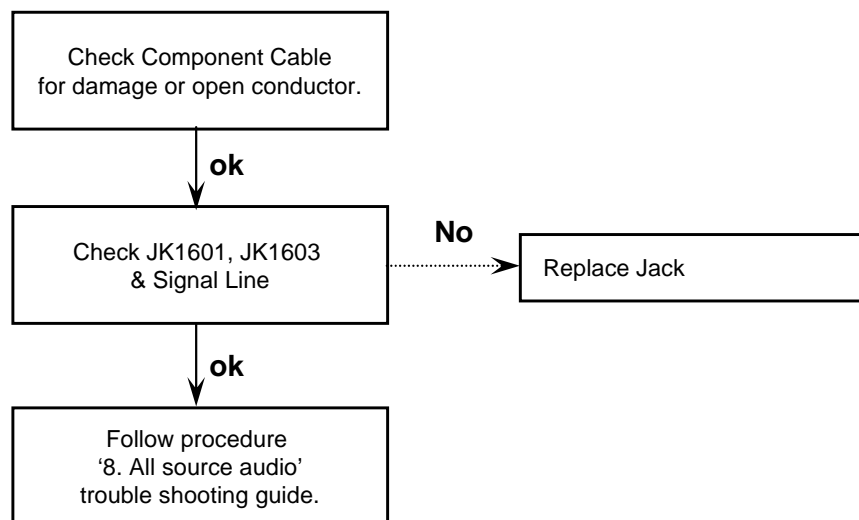 Check Component Cable
for damage or open conductor.
ok
Check JK1601, JK1603
& Signal Line
No
Replace Jack
ok
Follow procedure
‘8. All source audio’
trouble shooting guide.